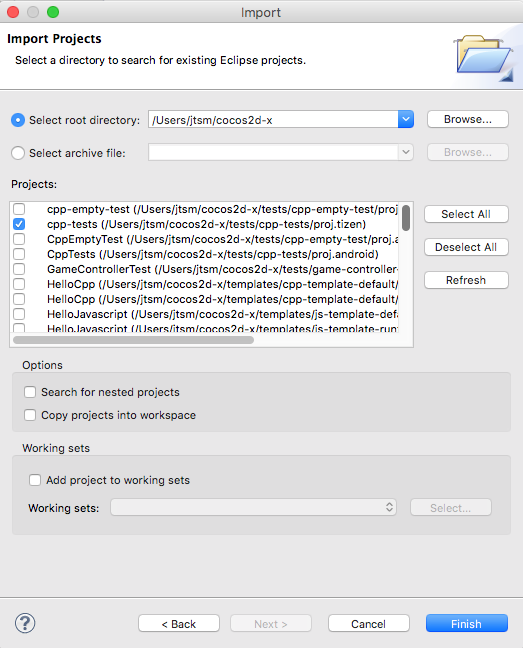 Import
Import Projects
Select a directory to search for existing Eclipse projects.
Select root directory: /Users/jtsm/cocos2d-x Browse...
Select archive file: Browse...
Projects:
cpp-empty-test (/Users/jtsm/cocos2d-x/tests/cpp-empty-test/proj
cpp-tests (/Users/jtsm/cocos2d-x/tests/cpp-tests/proj.tizen)
CppEmptyTest (/Users/jtsm/cocos2d-x/tests/cpp-empty-test/proj.a
CppTests (/Users/jtsm/cocos2d-x/tests/cpp-tests/proj.android)
GameControllerTest (/Users/jtsm/cocos2d-x/tests/game-controller-
HelloCpp (/Users/jtsm/cocos2d-x/templates/cpp-template-default/
HelloCpp (/Users/jtsm/cocos2d-x/templates/cpp-template-default/
HelloJavascript (/Users/jtsm/cocos2d-x/templates/js-template-defa
HelloJavascript (/Users/jtsm/cocos2d-x/templates/js-template-run
Select All
Deselect All
Refresh
Options
Search for nested projects
Copy projects into workspace
Working sets
Add project to working sets
Working sets: Select...
? < Back Next > Cancel Finish